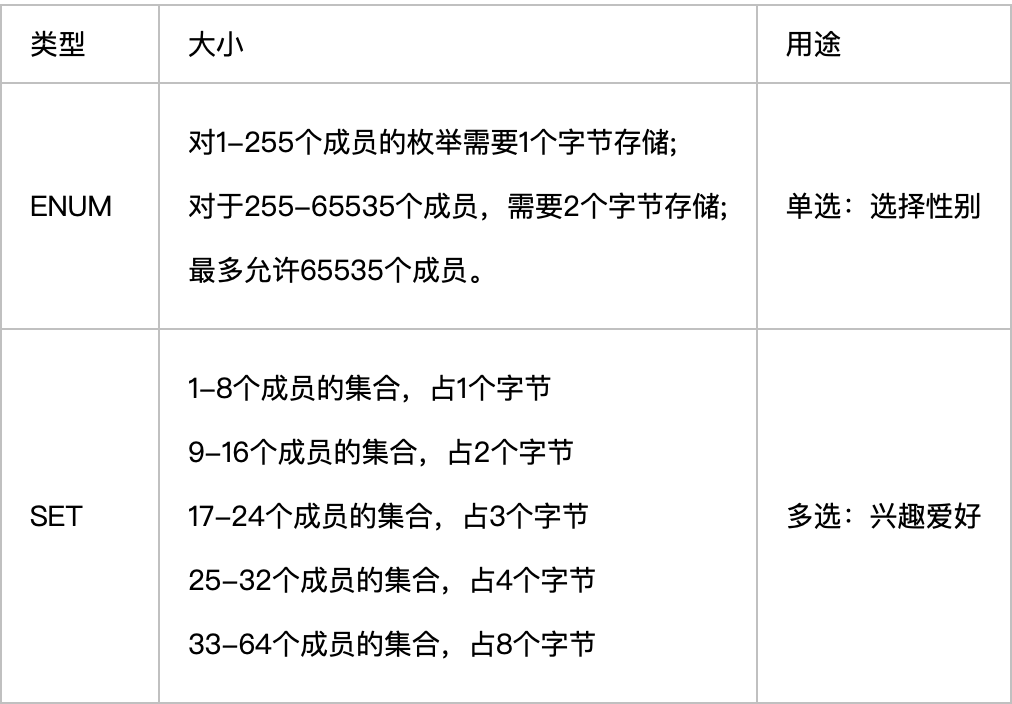 类型
大小
用途
ENUM
对1–255个成员的枚举需要1个字节存储;
对于255–65535个成员，需要2个字节存储;
最多允许65535个成员。
单选：选择性别
SET
1–8个成员的集合，占1个字节
9–16个成员的集合，占2个字节
17–24个成员的集合，占3个字节
25–32个成员的集合，占4个字节
33–64个成员的集合，占8个字节
多选：兴趣爱好